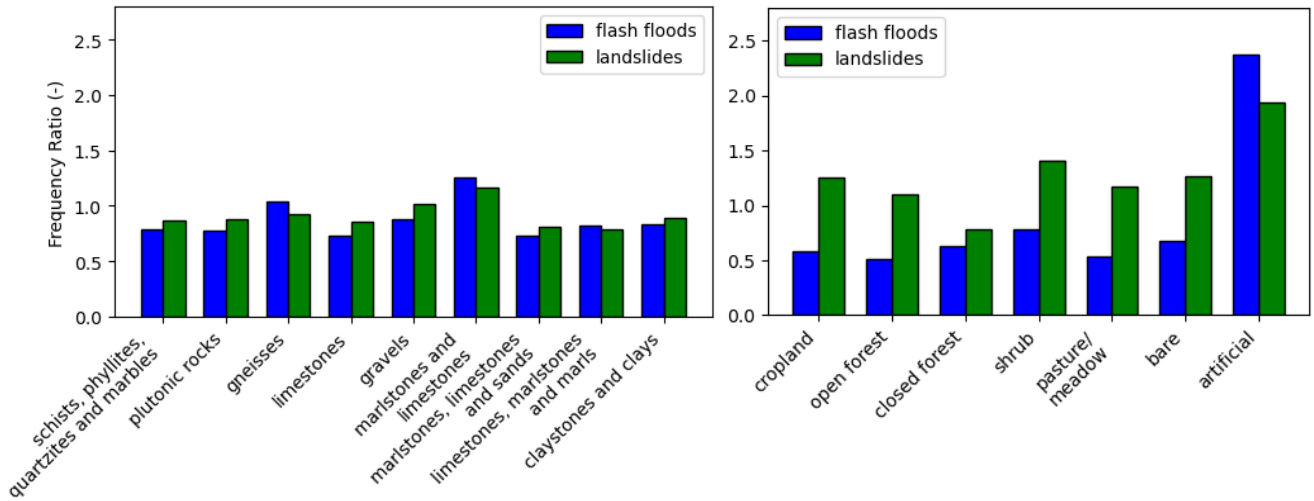 Frequency Ratio (-)
2.5
2.0
1.5
1.0
0.5
0.0
flash floods
landslides
schists, phyllites,
quartzites and marbles
plutonic rocks
gneisses
limestones
gravels
marlstones and
limestones
marlstones, limestones
and sands
limestones, marlstones
and marls
claystones and clays
2.5
2.0
1.5
1.0
0.5
0.0
flash floods
landslides
cropland
open forest
closed forest
shrub
pasture/
meadow
bare
artificial